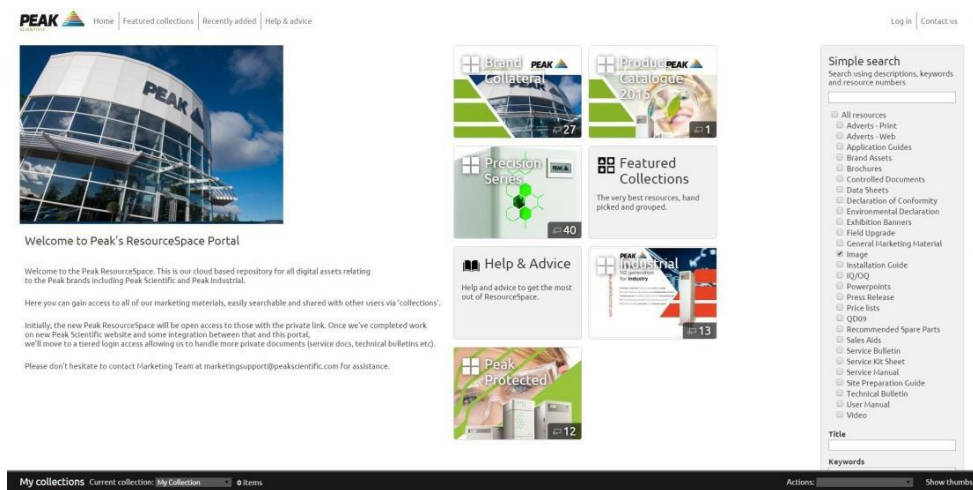 PEAK
SCIENTIFIC
Home
Featured collections
Recently added
Help & advice
Log in
Contact us
PEAK
Welcome to Peak's ResourceSpace Portal
Welcome to the Peak ResourceSpace. This is our cloud based repository for all digital assets relating
to the Peak brands including Peak Scientific and Peak Industrial.
Here you can gain access to all of our marketing materials, easily searchable and shared with other users via 'collections'.
Initially, the new Peak ResourceSpace will be open access to those with the private link. Once we've completed work
on new Peak Scientific website and some integration between that and this portal,
we'll move to a tiered login access allowing us to handle more private documents (service docs, technical bulletins etc).
Please don't hesitate to contact Marketing Team at marketingsupport@peakscientific.com for assistance.
Brand
Collateral
PEAK
27
Product
Catalogue
2015
PEAK
1
Precision
Series
PEAK
40
Featured
Collections
The very best resources, hand
picked and grouped.
Help & Advice
Help and advice to get the most
out of ResourceSpace.
PEAK
Industrial
N2 generation
for industry
13
Peak
Protected
12
Simple search
Search using descriptions, keywords
and resource numbers
All resources
Adverts - Print
Adverts - Web
Application Guides
Brand Assets
Brochures
Controlled Documents
Data Sheets
Declaration of Conformity
Environmental Declaration
Exhibition Banners
Field Upgrade
General Marketing Material
Image
Installation Guide
IQ/OQ
Powerpoints
Press Release
Price lists
QD09
Recommended Spare Parts
Sales Aids
Service Bulletin
Service Kit Sheet
Service Manual
Site Preparation Guide
Technical Bulletin
User Manual
Video
Title
Keywords
My collections Current collection: My Collection 0 items
Actions:
Show thumbs